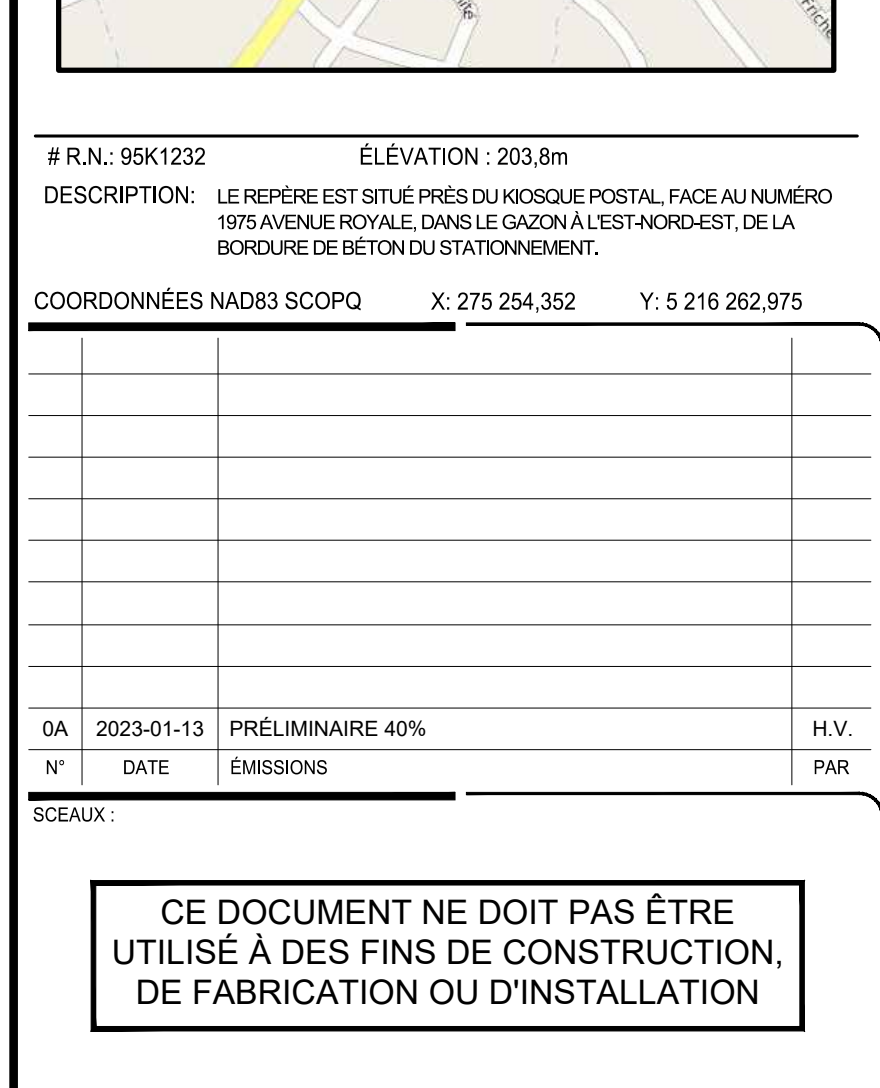 Friche
# R.N.: 95K1232 ÉLÉVATION : 203,8m
DESCRIPTION: LE REPÈRE EST SITUÉ PRÈS DU KIOSQUE POSTAL, FACE AU NUMÉRO
1975 AVENUE ROYALE, DANS LE GAZON À L'EST-NORD-EST, DE LA
BORDURE DE BÉTON DU STATIONNEMENT.
COORDONNÉES NAD83 SCOPQ X: 275 254,352 Y: 5 216 262,975
0A 2023-01-13 PRÉLIMINAIRE 40% H.V.
N° DATE ÉMISSIONS PAR
SCEAUX :
CE DOCUMENT NE DOIT PAS ÊTRE
UTILISÉ À DES FINS DE CONSTRUCTION,
DE FABRICATION OU D'INSTALLATION